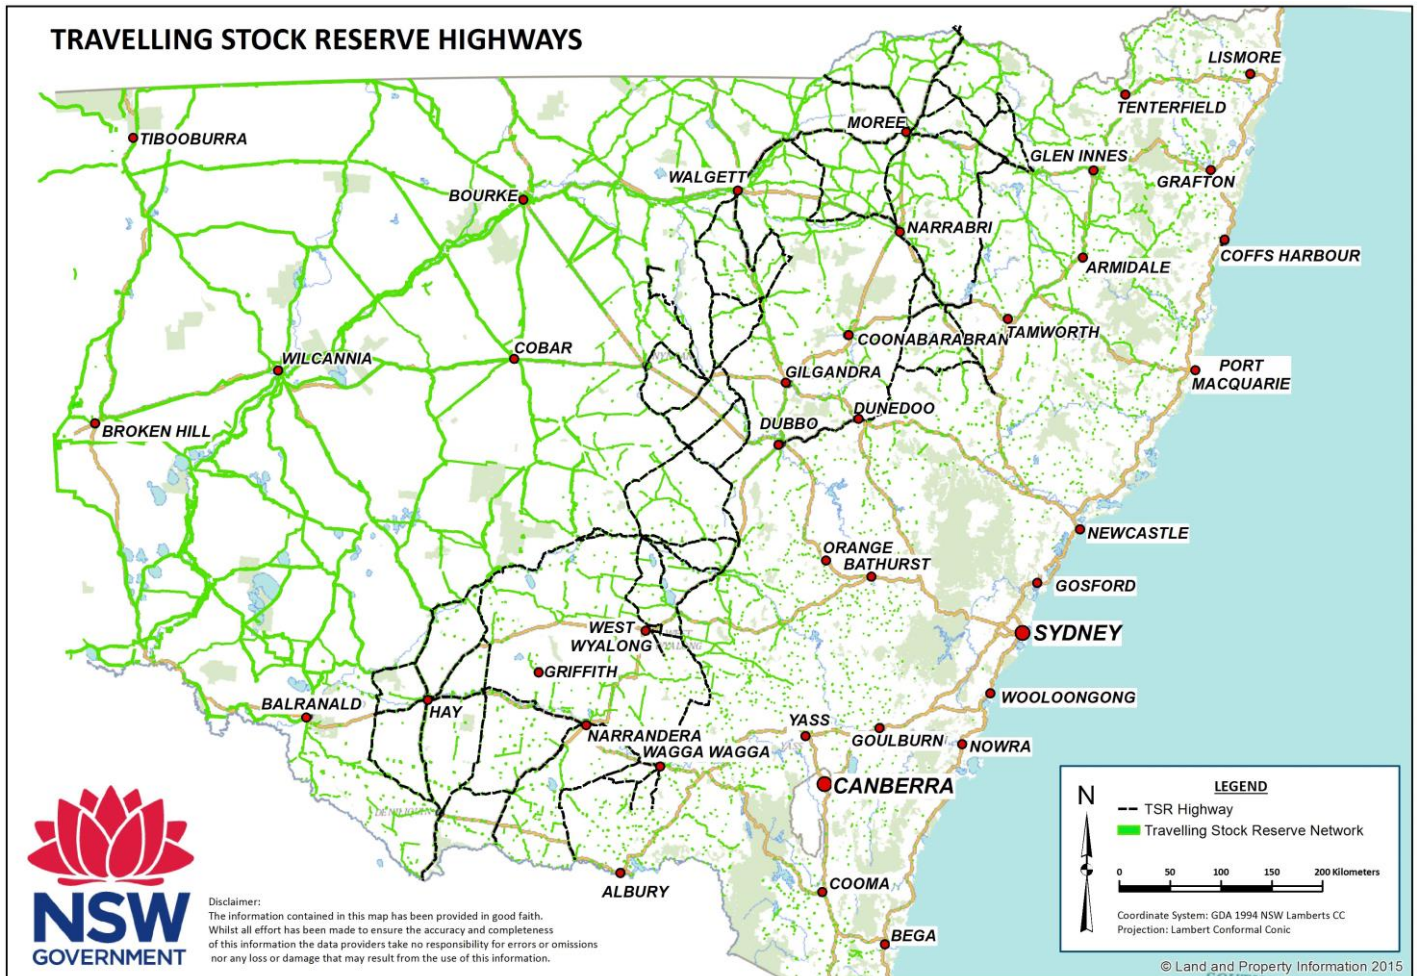 TRAVELLING STOCK RESERVE HIGHWAYS
LISMORE
TENTERFIELD
TIBOOBURRA
MOREE
GLEN INNES
WALGETT
GRAFTON
BOURKE
NARRABRI
COFFS HARBOUR
ARMIDALE
TAMWORTH
COONABARABRAN
COBAR
WILCANNIA
GILGANDRA
PORT
MACQUARIE
DUNEDOO
DUBBO
BROKEN HILL
NEWCASTLE
ORANGE
BATHURST
GOSFORD
WEST
WYALONG
SYDNEY
GRIFFITH
WOOLOONGONG
BALRANALD
HAY
YASS
NARRANDERA
GOULBURN
NOWRA
WAGGA WAGGA
YASS
CANBERRA
DENILIQUIN
ALBURY
COOMA
BEGA
LEGEND
N
TSR Highway
Travelling Stock Reserve Network
0 50 100 150 200 Kilometers
Coordinate System: GDA 1994 NSW Lamberts CC
Projection: Lambert Conformal Conic
NSW
GOVERNMENT
Disclaimer:
The information contained in this map has been provided in good faith.
Whilst all effort has been made to ensure the accuracy and completeness
of this information the data providers take no responsibility for errors or omissions
nor any loss or damage that may result from the use of this information.
© Land and Property Information 2015